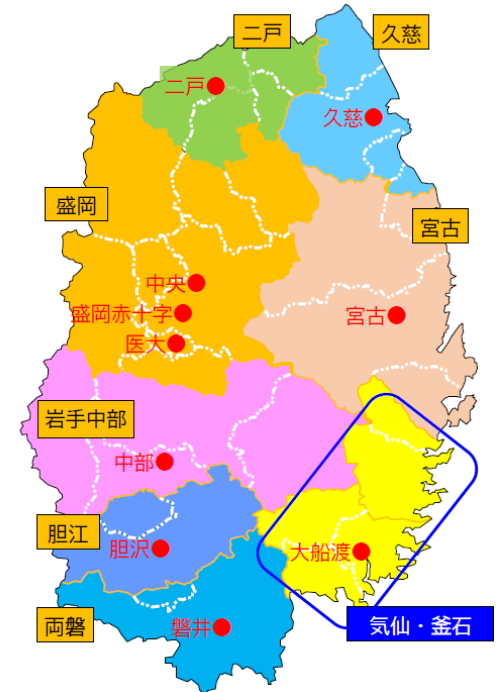 二戸
久慈
二戸
久慈
盛岡
宮古
中央
盛岡赤十字
宮古
医大
岩手中部
中部
胆江
胆沢
大船渡
両磐
磐井
気仙・釜石